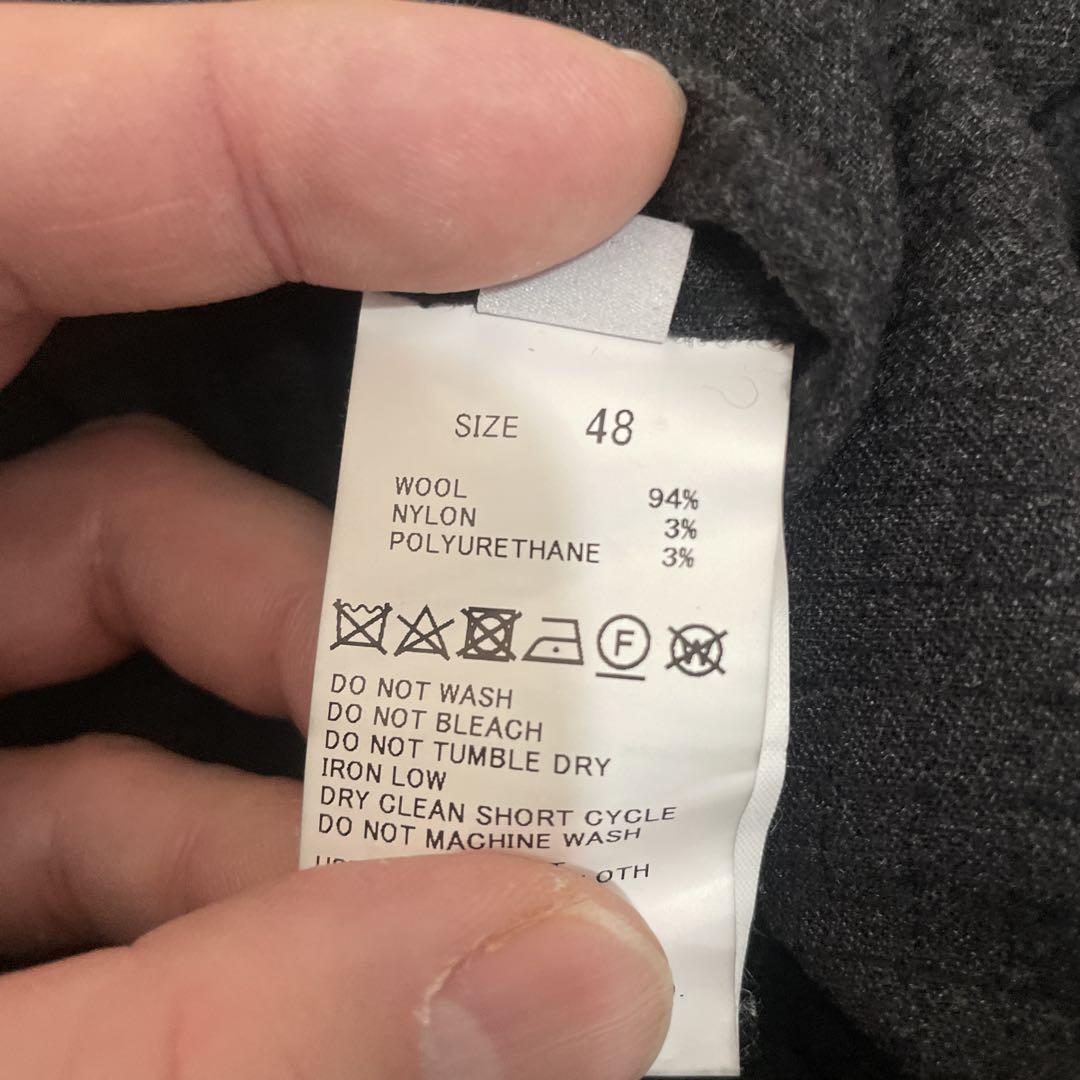 SIZE 48
WOOL 94%
NYLON 3%
POLYURETHANE 3%
F W
DO NOT WASH
DO NOT BLEACH
DO NOT TUMBLE DRY
IRON LOW
DRY CLEAN SHORT CYCLE
DO NOT MACHINE WASH